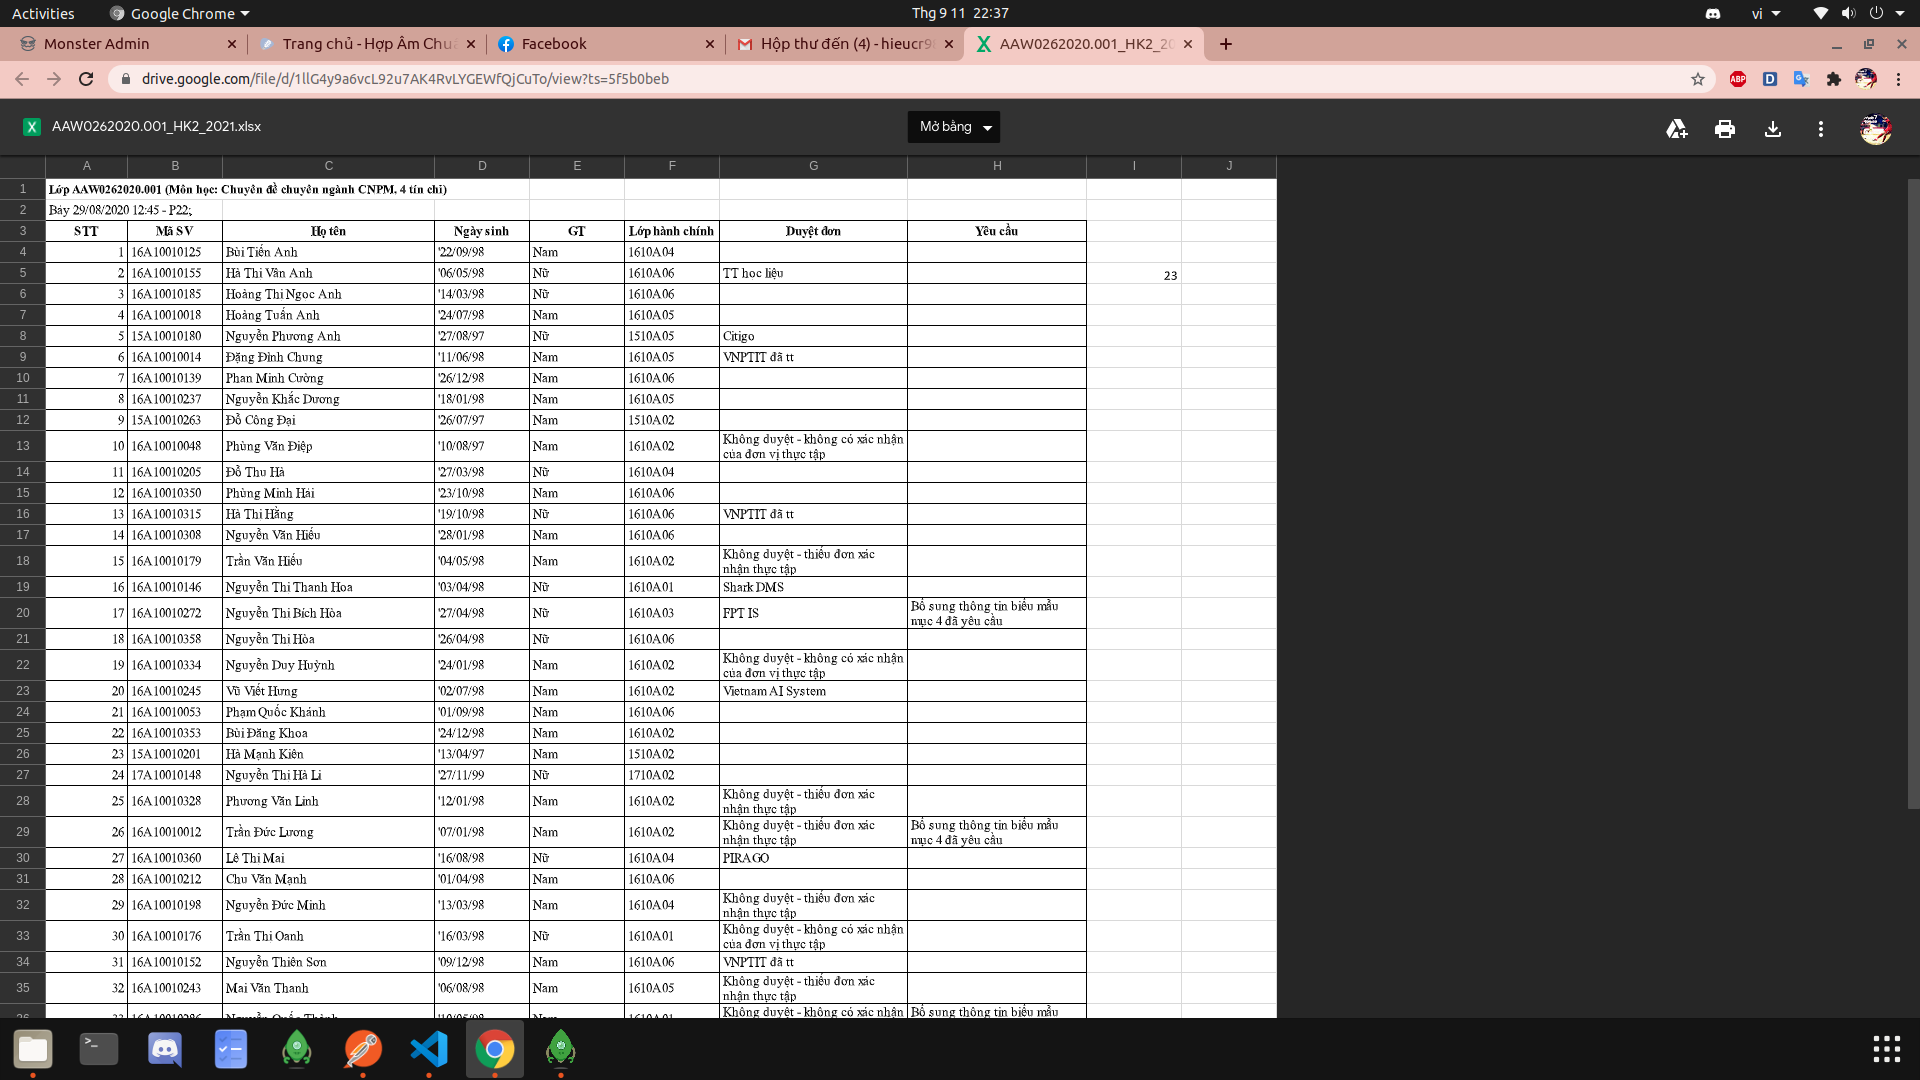 Activities Google Chrome Thg 9 11 22:37 vi
Monster Admin Trang chủ - Hợp Âm Chuẩ Facebook Hộp thư đến (4) - hieucr9 AAW0262020.001_HK2_20
drive.google.com/file/d/1llG4y9a6vcL92u7AK4RvLYGEWfQjCuTo/view?ts=5f5b0beb ABP D
X AAW0262020.001_HK2_2021.xlsx Mở bằng
A B C D E F G H I J
1 Lớp AAW0262020.001 (Môn học: Chuyên đề chuyên ngành CNPM, 4 tín chỉ)
2 Bảy 29/08/2020 12:45 - P22;
3 STT Mã SV Họ tên Ngày sinh GT Lớp hành chính Duyệt đơn Yêu cầu
4 1 16A10010125 Bùi Tiến Anh '22/09/98 Nam 1610A04
5 2 16A10010155 Hà Thị Vân Anh '06/05/98 Nữ 1610A06 TT học liệu 23
6 3 16A10010185 Hoàng Thị Ngọc Anh '14/03/98 Nữ 1610A06
7 4 16A10010018 Hoàng Tuấn Anh '24/07/98 Nam 1610A05
8 5 15A10010180 Nguyễn Phương Anh '27/08/97 Nữ 1510A05 Citigo
9 6 16A10010014 Đặng Đình Chung '11/06/98 Nam 1610A05 VNPTIT đã tt
10 7 16A10010139 Phan Minh Cường '26/12/98 Nam 1610A06
11 8 16A10010237 Nguyễn Khắc Dương '18/01/98 Nam 1610A05
12 9 15A10010263 Đỗ Công Đại '26/07/97 Nam 1510A02
13 10 16A10010048 Phùng Văn Điệp '10/08/97 Nam 1610A02 Không duyệt - không có xác nhận
của đơn vị thực tập
14 11 16A10010205 Đỗ Thu Hà '27/03/98 Nữ 1610A04
15 12 16A10010350 Phùng Minh Hải '23/10/98 Nam 1610A06
16 13 16A10010315 Hà Thị Hằng '19/10/98 Nữ 1610A06 VNPTIT đã tt
17 14 16A10010308 Nguyễn Văn Hiếu '28/01/98 Nam 1610A06
18 15 16A10010179 Trần Văn Hiếu '04/05/98 Nam 1610A02 Không duyệt - thiếu đơn xác
nhận thực tập
19 16 16A10010146 Nguyễn Thị Thanh Hoa '03/04/98 Nữ 1610A01 Shark DMS
20 17 16A10010272 Nguyễn Thị Bích Hòa '27/04/98 Nữ 1610A03 FPT IS Bổ sung thông tin biểu mẫu
mục 4 đã yêu cầu
21 18 16A10010358 Nguyễn Thị Hòa '26/04/98 Nữ 1610A06
22 19 16A10010334 Nguyễn Duy Huỳnh '24/01/98 Nam 1610A02 Không duyệt - không có xác nhận
của đơn vị thực tập
23 20 16A10010245 Vũ Viết Hưng '02/07/98 Nam 1610A02 Vietnam AI System
24 21 16A10010053 Phạm Quốc Khánh '01/09/98 Nam 1610A06
25 22 16A10010353 Bùi Đăng Khoa '24/12/98 Nam 1610A02
26 23 15A10010201 Hà Mạnh Kiên '13/04/97 Nam 1510A02
27 24 17A10010148 Nguyễn Thị Hà Li '27/11/99 Nữ 1710A02
28 25 16A10010328 Phương Văn Linh '12/01/98 Nam 1610A02 Không duyệt - thiếu đơn xác
nhận thực tập
29 26 16A10010012 Trần Đức Lương '07/01/98 Nam 1610A02 Không duyệt - thiếu đơn xác
nhận thực tập Bổ sung thông tin biểu mẫu
mục 4 đã yêu cầu
30 27 16A10010360 Lê Thị Mai '16/08/98 Nữ 1610A04 PIRAGO
31 28 16A10010212 Chu Văn Mạnh '01/04/98 Nam 1610A06
32 29 16A10010198 Nguyễn Đức Minh '13/03/98 Nam 1610A04 Không duyệt - thiếu đơn xác
nhận thực tập
33 30 16A10010176 Trần Thị Oanh '16/03/98 Nữ 1610A01 Không duyệt - không có xác nhận
của đơn vị thực tập
34 31 16A10010152 Nguyễn Thiên Sơn '09/12/98 Nam 1610A06 VNPTIT đã tt
35 32 16A10010243 Mai Văn Thanh '06/08/98 Nam 1610A05 Không duyệt - thiếu đơn xác
nhận thực tập
Không duyệt - không có xác nhận Bổ sung thông tin biểu mẫu